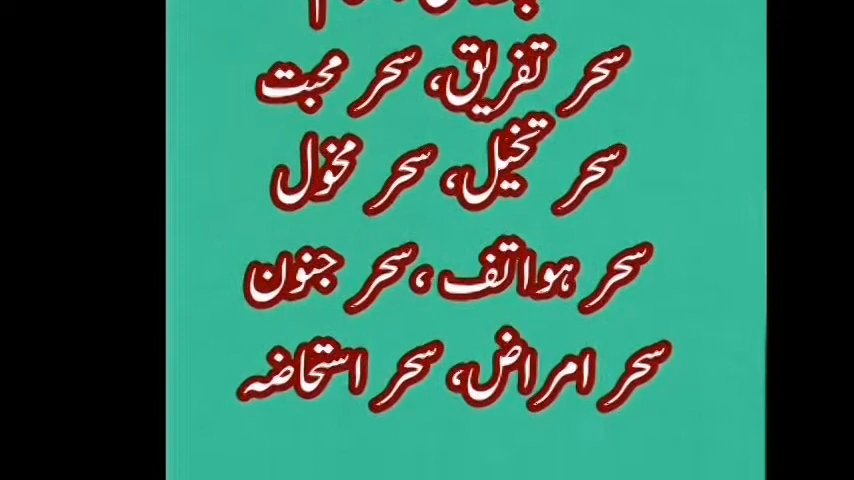 سحر تفریق، سحر محبت
سحر تخیل، سحر مخول
سحر ہواتف، سحر جنون
سحر امراض، سحر استحاضہ